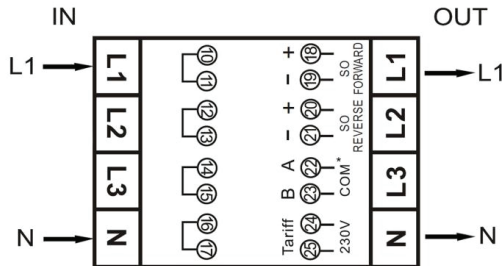 IN OUT
L1 L1 L1 L1
L2 L2
L3 L3
N N N N
10
11
12
13
14
15
16
17
+ 18
− 19
SO FORWARD
+ 20
− 21
SO REVERSE
A 22
B 23
COM*
Tariff 24
25
230V